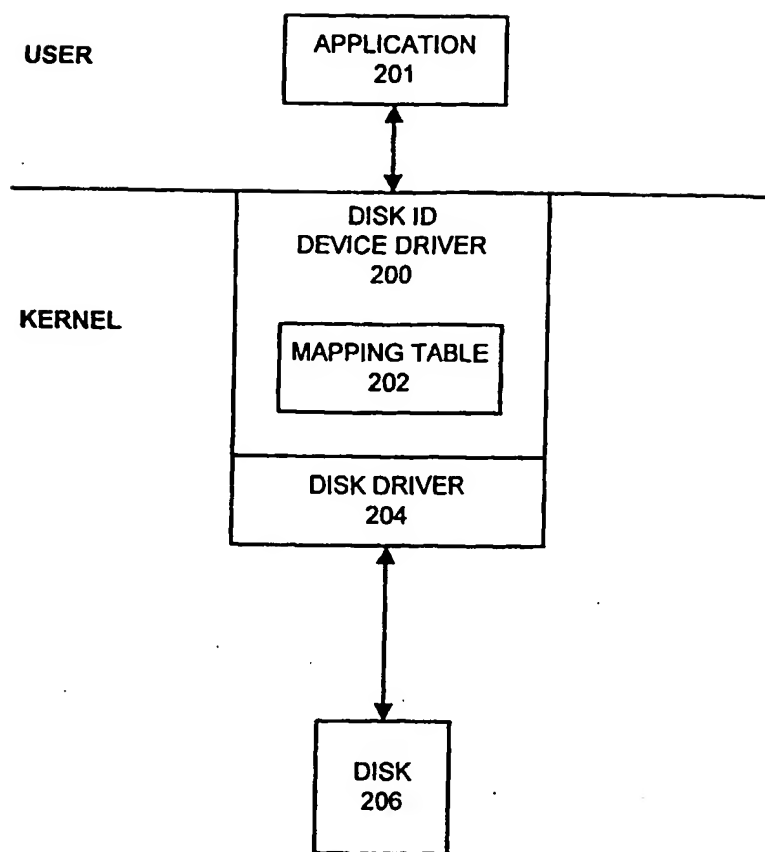 USER
APPLICATION
201
DISK ID
DEVICE DRIVER
200
KERNEL
MAPPING TABLE
202
DISK DRIVER
204
DISK
206